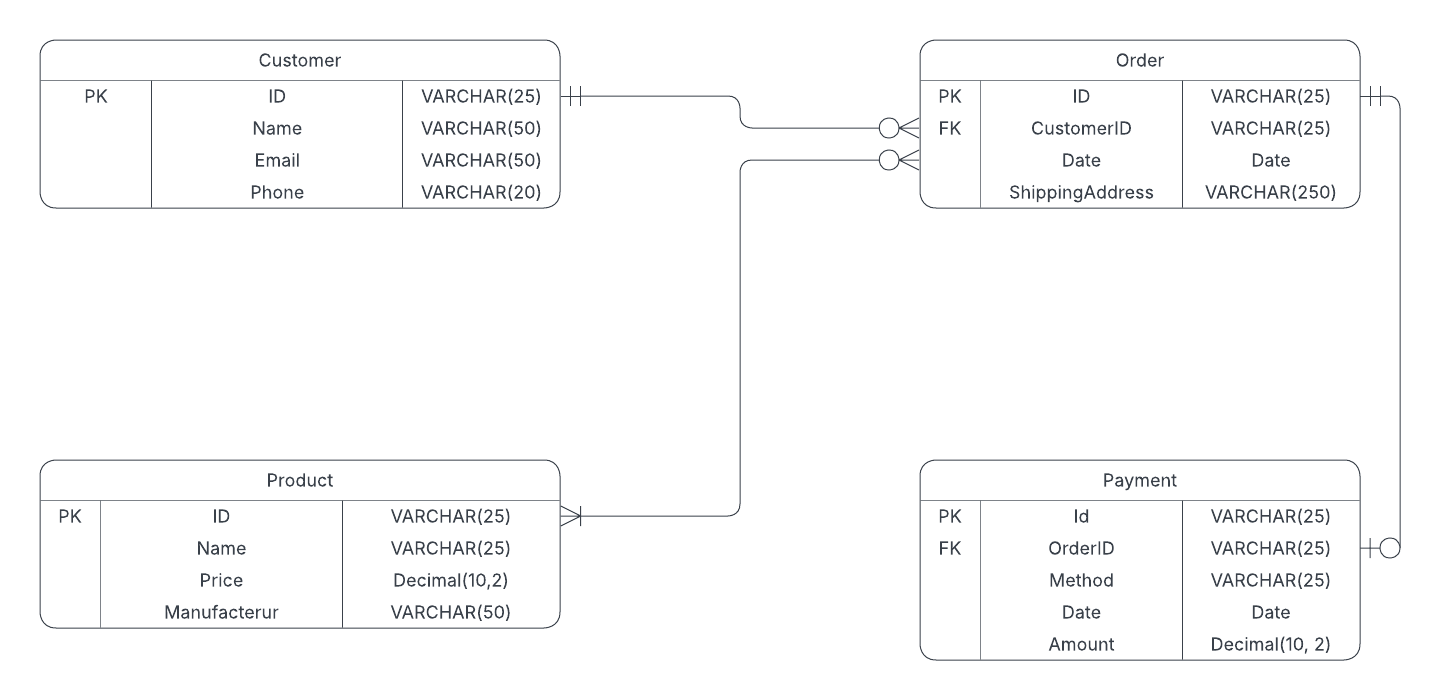 Customer
PK ID VARCHAR(25)
Name VARCHAR(50)
Email VARCHAR(50)
Phone VARCHAR(20)
Order
PK ID VARCHAR(25)
FK CustomerID VARCHAR(25)
Date Date
ShippingAddress VARCHAR(250)
Product
PK ID VARCHAR(25)
Name VARCHAR(25)
Price Decimal(10,2)
Manufacterur VARCHAR(50)
Payment
PK Id VARCHAR(25)
FK OrderID VARCHAR(25)
Method VARCHAR(25)
Date Date
Amount Decimal(10, 2)